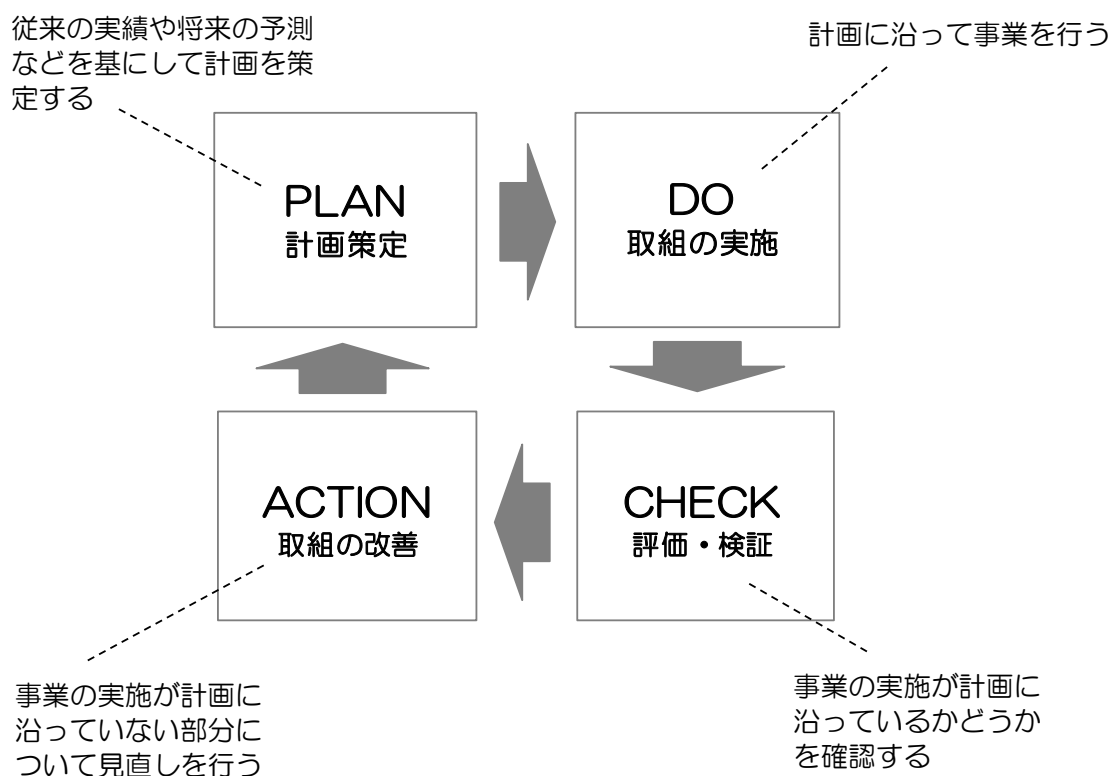 従来の実績や将来の予測
などを基にして計画を策
定する
計画に沿って事業を行う
PLAN
計画策定
DO
取組の実施
ACTION
取組の改善
CHECK
評価・検証
事業の実施が計画に
沿っていない部分に
ついて見直しを行う
事業の実施が計画に
沿っているかどうか
を確認する